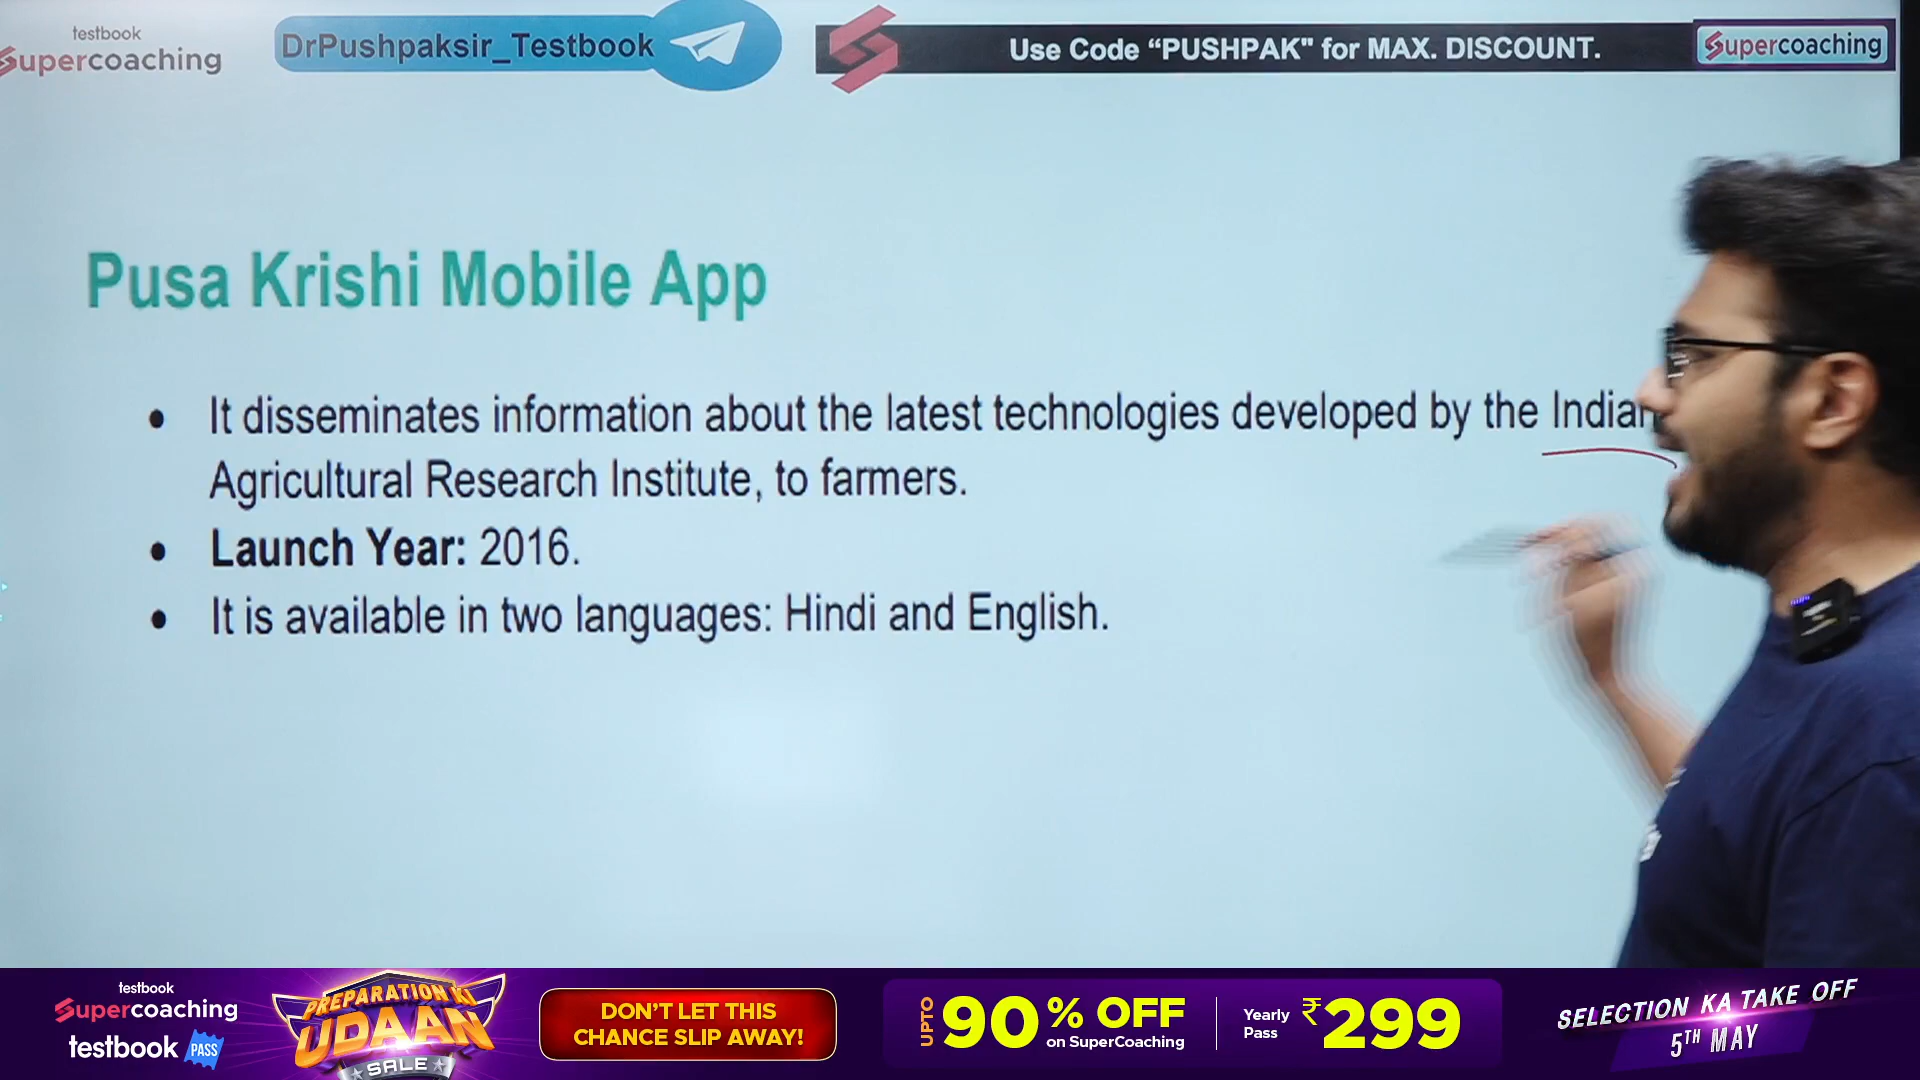 testbook
Supercoaching
DrPushpaksir_Testbook
Use Code “PUSHPAK" for MAX. DISCOUNT.
Supercoaching
Pusa Krishi Mobile App
• It disseminates information about the latest technologies developed by the Indian
Agricultural Research Institute, to farmers.
• Launch Year: 2016.
• It is available in two languages: Hindi and English.
testbook
Supercoaching
testbook PASS
PREPARATION KI
UDAAN
SALE
DON'T LET THIS
CHANCE SLIP AWAY!
UPTO 90% OFF
on SuperCoaching
Yearly
Pass
₹299
SELECTION KA TAKE OFF
5TH MAY